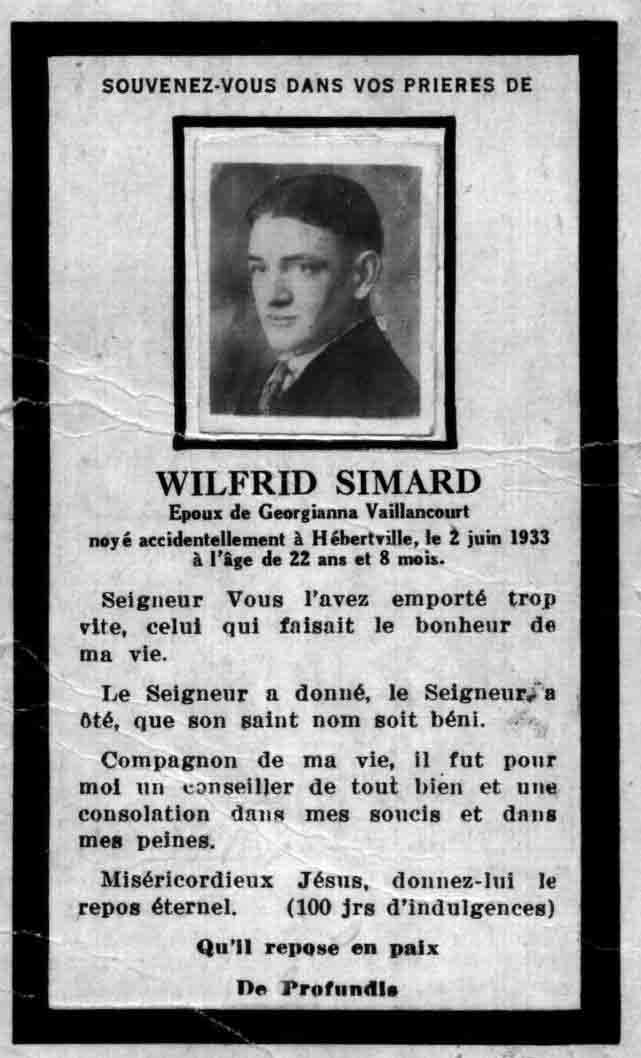 SOUVENEZ-VOUS DANS VOS PRIERES DE
WILFRID SIMARD
Epoux de Georgianna Vaillancourt
noyé accidentellement à Hébertville, le 2 juin 1933
à l'âge de 22 ans et 8 mois.
Seigneur Vous l'avez emporté trop
vite, celui qui faisait le bonheur de
ma vie.
Le Seigneur a donné, le Seigneur, a
ôté, que son saint nom soit béni.
Compagnon de ma vie, il fut pour
moi un conseiller de tout bien et une
consolation dans mes soucis et dans
mes peines.
Miséricordieux Jésus, donnez-lui le
repos éternel. (100 jrs d'indulgences)
Qu'il repose en paix
De Profundis